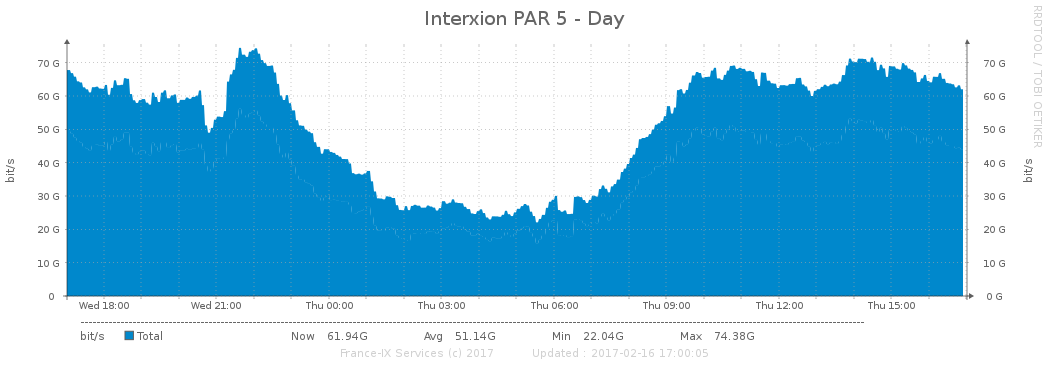 Interxion PAR 5 - Day
RRDTOOL / TOBI OETIKER
bit/s
70 G 70 G
60 G 60 G
50 G 50 G
40 G 40 G
30 G 30 G
20 G 20 G
10 G 10 G
0 0 G
bit/s
Wed 18:00 Wed 21:00 Thu 00:00 Thu 03:00 Thu 06:00 Thu 09:00 Thu 12:00 Thu 15:00
bit/s Total Now 61.94G Avg 51.14G Min 22.04G Max 74.38G
France-IX Services (c) 2017 Updated : 2017-02-16 17:00:05